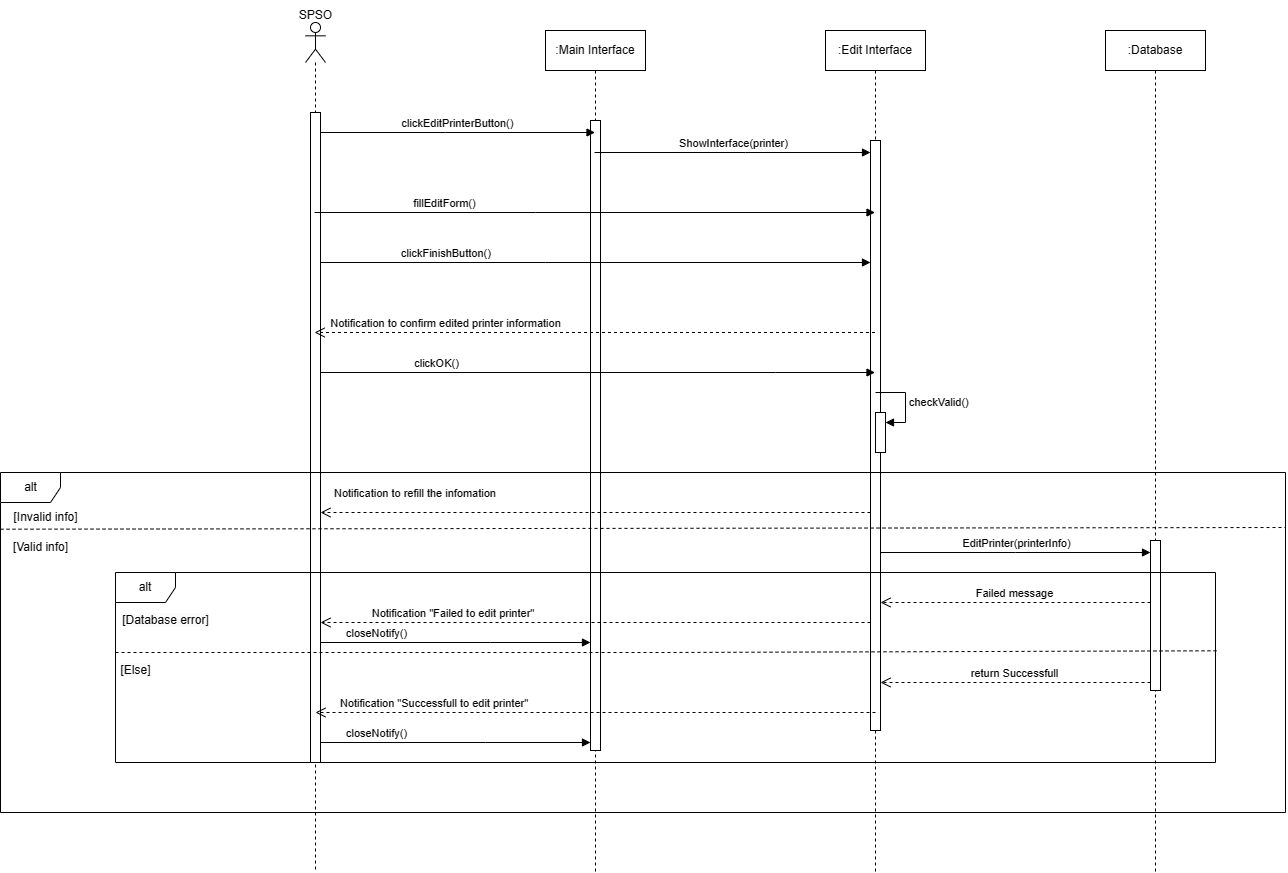 SPSO
:Main Interface
:Edit Interface
:Database
clickEditPrinterButton()
ShowInterface(printer)
fillEditForm()
clickFinishButton()
Notification to confirm edited printer information
clickOK()
checkValid()
alt
Notification to refill the infomation
[Invalid info]
[Valid info]
EditPrinter(printerInfo)
alt
Failed message
Notification "Failed to edit printer"
[Database error]
closeNotify()
[Else]
return Successfull
Notification "Successfull to edit printer"
closeNotify()